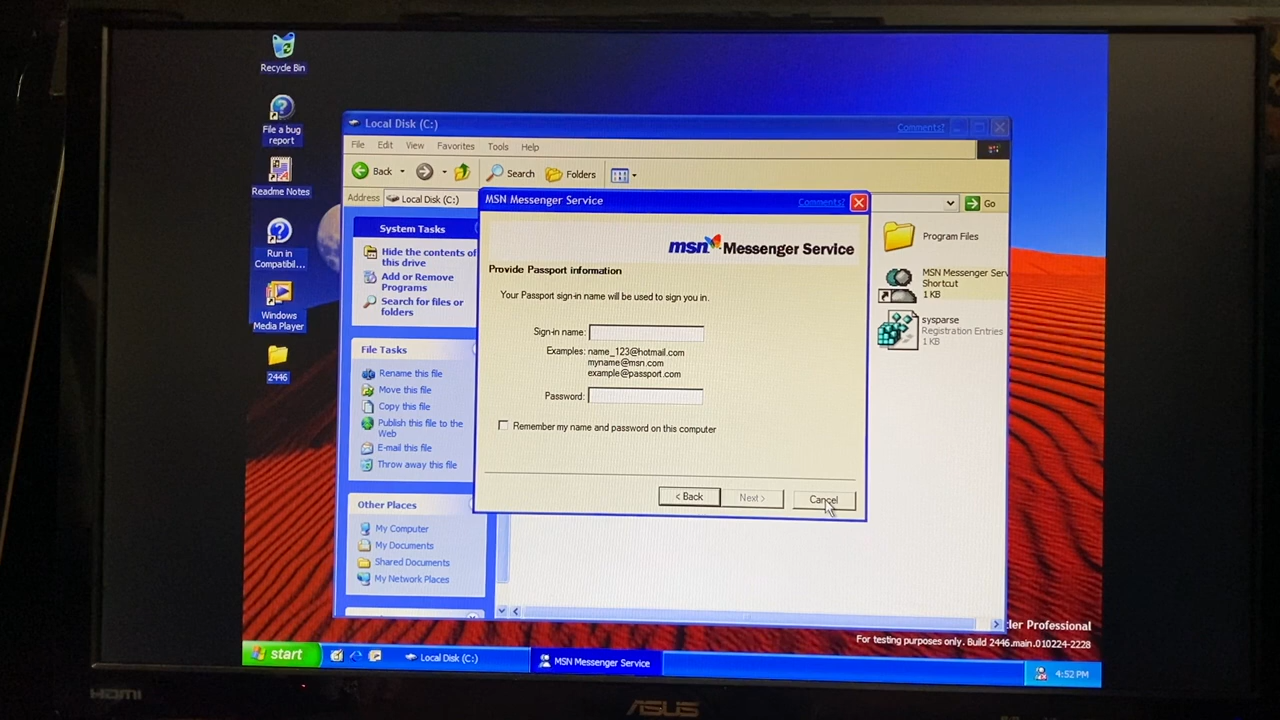 Recycle Bin
File a bug
report
Readme Notes
Run in
Compatibil...
Windows
Media Player
2446
Local Disk (C:)
Comments?
File Edit View Favorites Tools Help
Back Search Folders
Address Local Disk (C:) Go
System Tasks
Hide the contents of
this drive
Add or Remove
Programs
Search for files or
folders
File Tasks
Rename this file
Move this file
Copy this file
Publish this file to the
Web
E-mail this file
Throw away this file
Other Places
My Computer
My Documents
Shared Documents
My Network Places
MSN Messenger Service
Comments?
msn Messenger Service
Provide Passport information
Your Passport sign-in name will be used to sign you in.
Sign-in name:
Examples: name_123@hotmail.com
myname@msn.com
example@passport.com
Password:
Remember my name and password on this computer
< Back Next > Cancel
Program Files
MSN Messenger Serv
Shortcut
1 KB
sysparse
Registration Entries
1 KB
ler Professional
For testing purposes only. Build 2446.main.010224-2228
start Local Disk (C:) MSN Messenger Service 4:52 PM
HDMI
ASUS